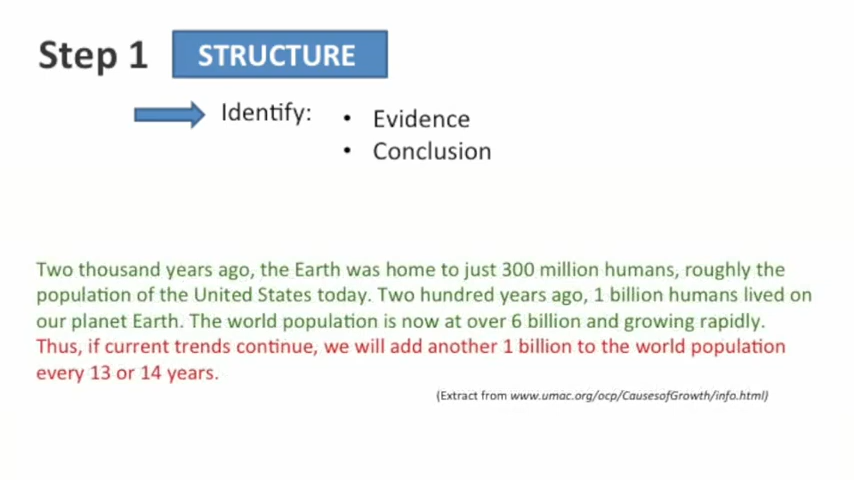 Step 1
STRUCTURE
Identify:
• Evidence
• Conclusion
Two thousand years ago, the Earth was home to just 300 million humans, roughly the
population of the United States today. Two hundred years ago, 1 billion humans lived on
our planet Earth. The world population is now at over 6 billion and growing rapidly.
Thus, if current trends continue, we will add another 1 billion to the world population
every 13 or 14 years.
(Extract from www.umac.org/ocp/CausesofGrowth/info.html)